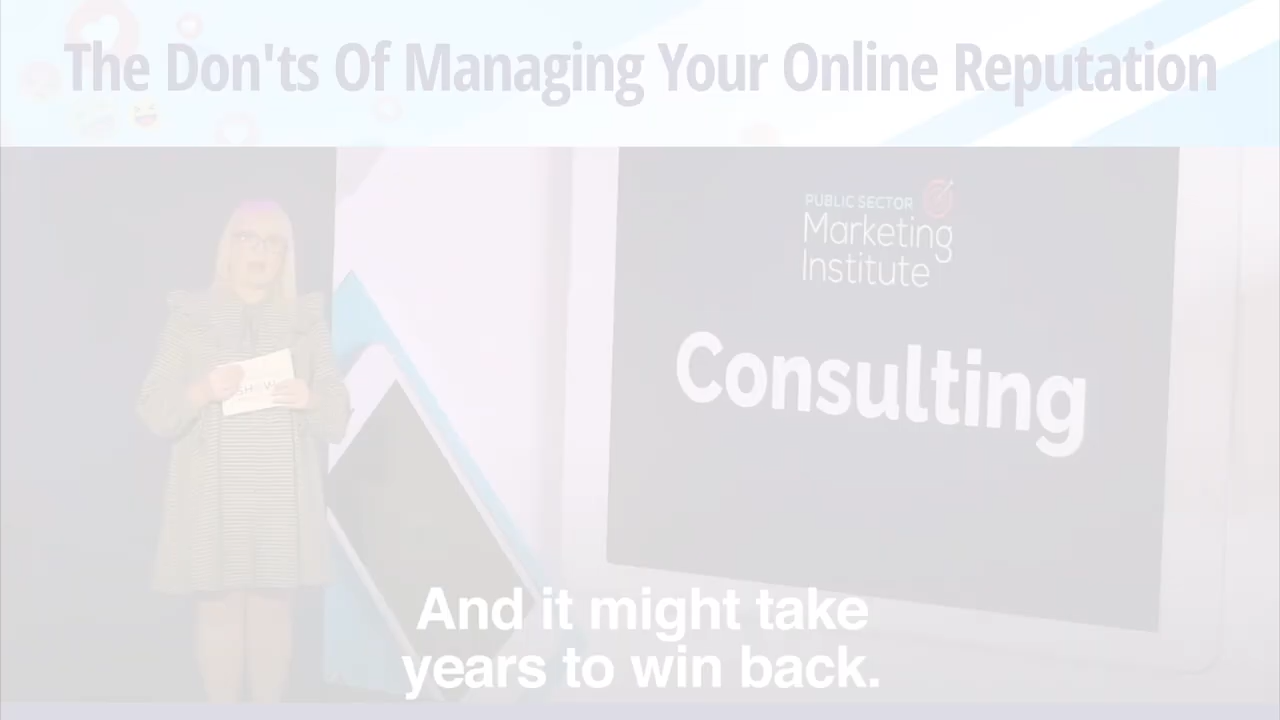 The Don'ts Of Managing Your Online Reputation
PUBLIC SECTOR
Marketing
Institute
Consulting
SHOW
And it might take
years to win back.